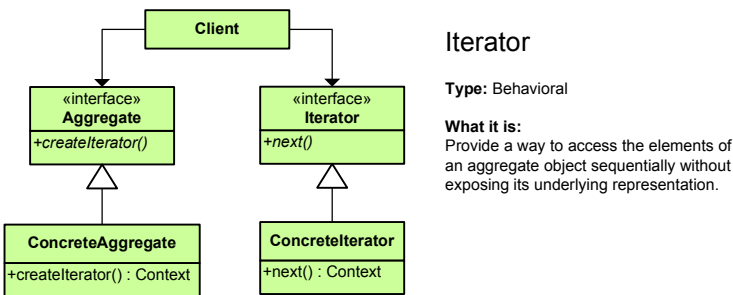 Client
«interface»
Aggregate
+createIterator()
«interface»
Iterator
+next()
ConcreteAggregate
+createIterator() : Context
ConcreteIterator
+next() : Context
Iterator
Type: Behavioral
What it is:
Provide a way to access the elements of
an aggregate object sequentially without
exposing its underlying representation.